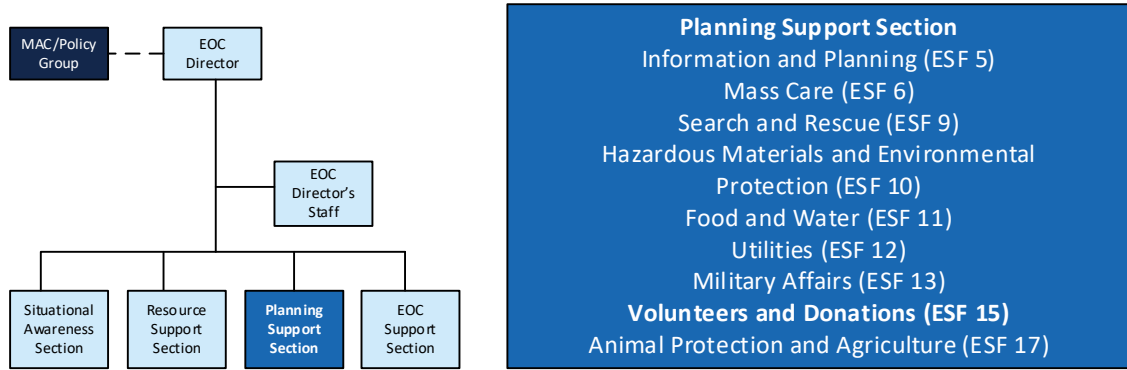 MAC/Policy
Group
EOC
Director
EOC
Director's
Staff
Situational
Awareness
Section
Resource
Support
Section
Planning
Support
Section
EOC
Support
Section
Planning Support Section
Information and Planning (ESF 5)
Mass Care (ESF 6)
Search and Rescue (ESF 9)
Hazardous Materials and Environmental
Protection (ESF 10)
Food and Water (ESF 11)
Utilities (ESF 12)
Military Affairs (ESF 13)
Volunteers and Donations (ESF 15)
Animal Protection and Agriculture (ESF 17)